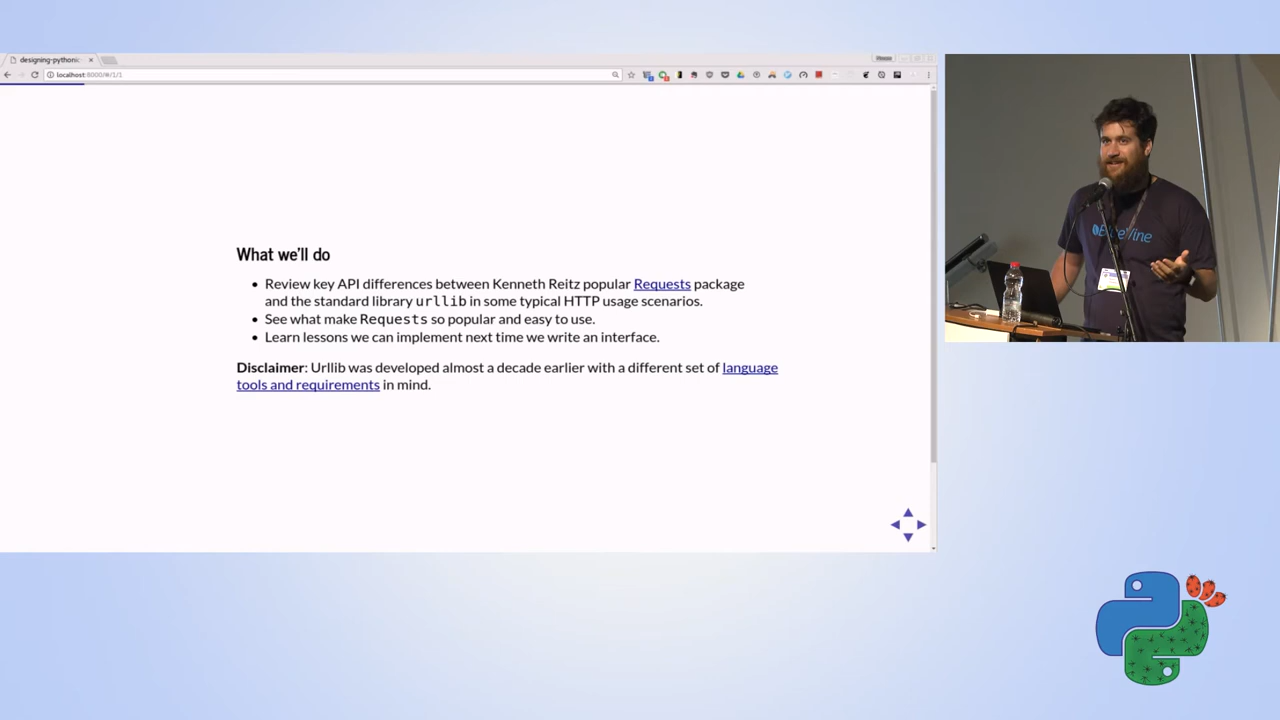 designing-pythonic
localhost:8000/#/1/1
What we'll do
Review key API differences between Kenneth Reitz popular Requests package
and the standard library urllib in some typical HTTP usage scenarios.
See what make Requests so popular and easy to use.
Learn lessons we can implement next time we write an interface.
Disclaimer: Urllib was developed almost a decade earlier with a different set of language
tools and requirements in mind.
BlueVine